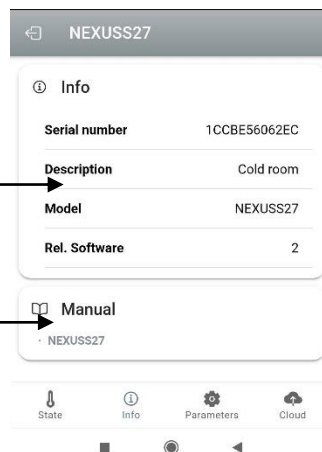 NEXUSS27
Info
Serial number 1CCBE56062EC
Description Cold room
Model NEXUSS27
Rel. Software 2
Manual
· NEXUSS27
State Info Parameters Cloud